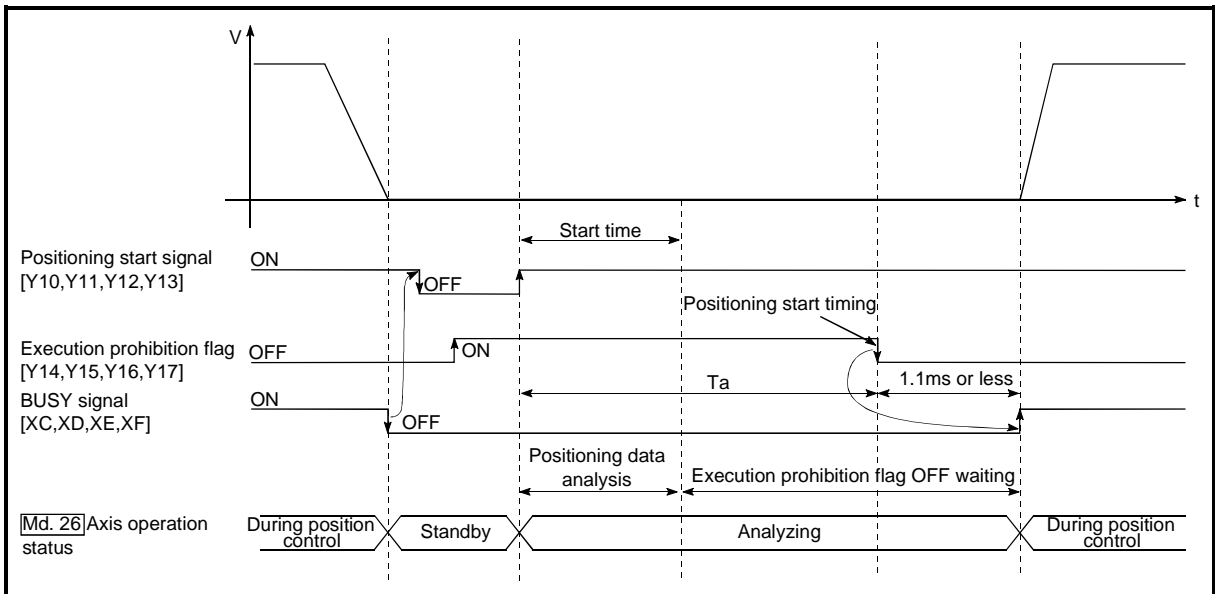 V
t
Start time
Positioning start signal
[Y10,Y11,Y12,Y13]
ON
OFF
Positioning start timing
Execution prohibition flag
[Y14,Y15,Y16,Y17]
OFF
ON
Ta
1.1ms or less
BUSY signal
[XC,XD,XE,XF]
ON
OFF
Positioning data
analysis
Execution prohibition flag OFF waiting
Md. 26 Axis operation
status
During position
control
Standby
Analyzing
During position
control